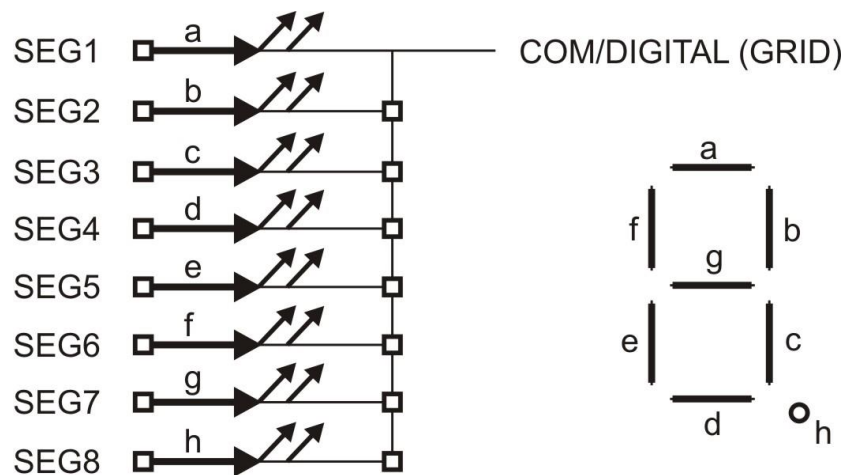 SEG1 a COM/DIGITAL (GRID)
SEG2 b
SEG3 c
SEG4 d
SEG5 e
SEG6 f
SEG7 g
SEG8 h
a
f b
g
e c
d h